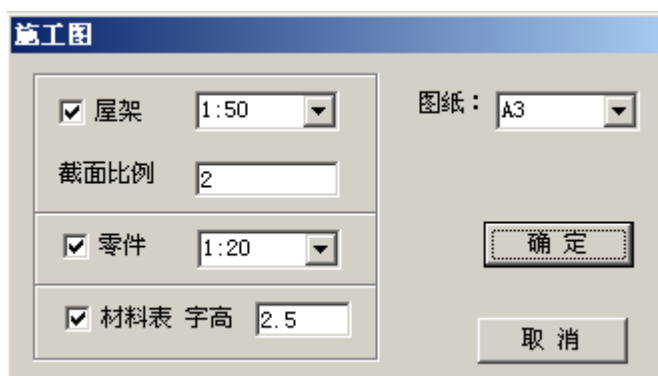 施工图
屋架 1:50 图纸： A3
截面比例 2
零件 1:20 确 定
材料表 字高 2.5
取 消